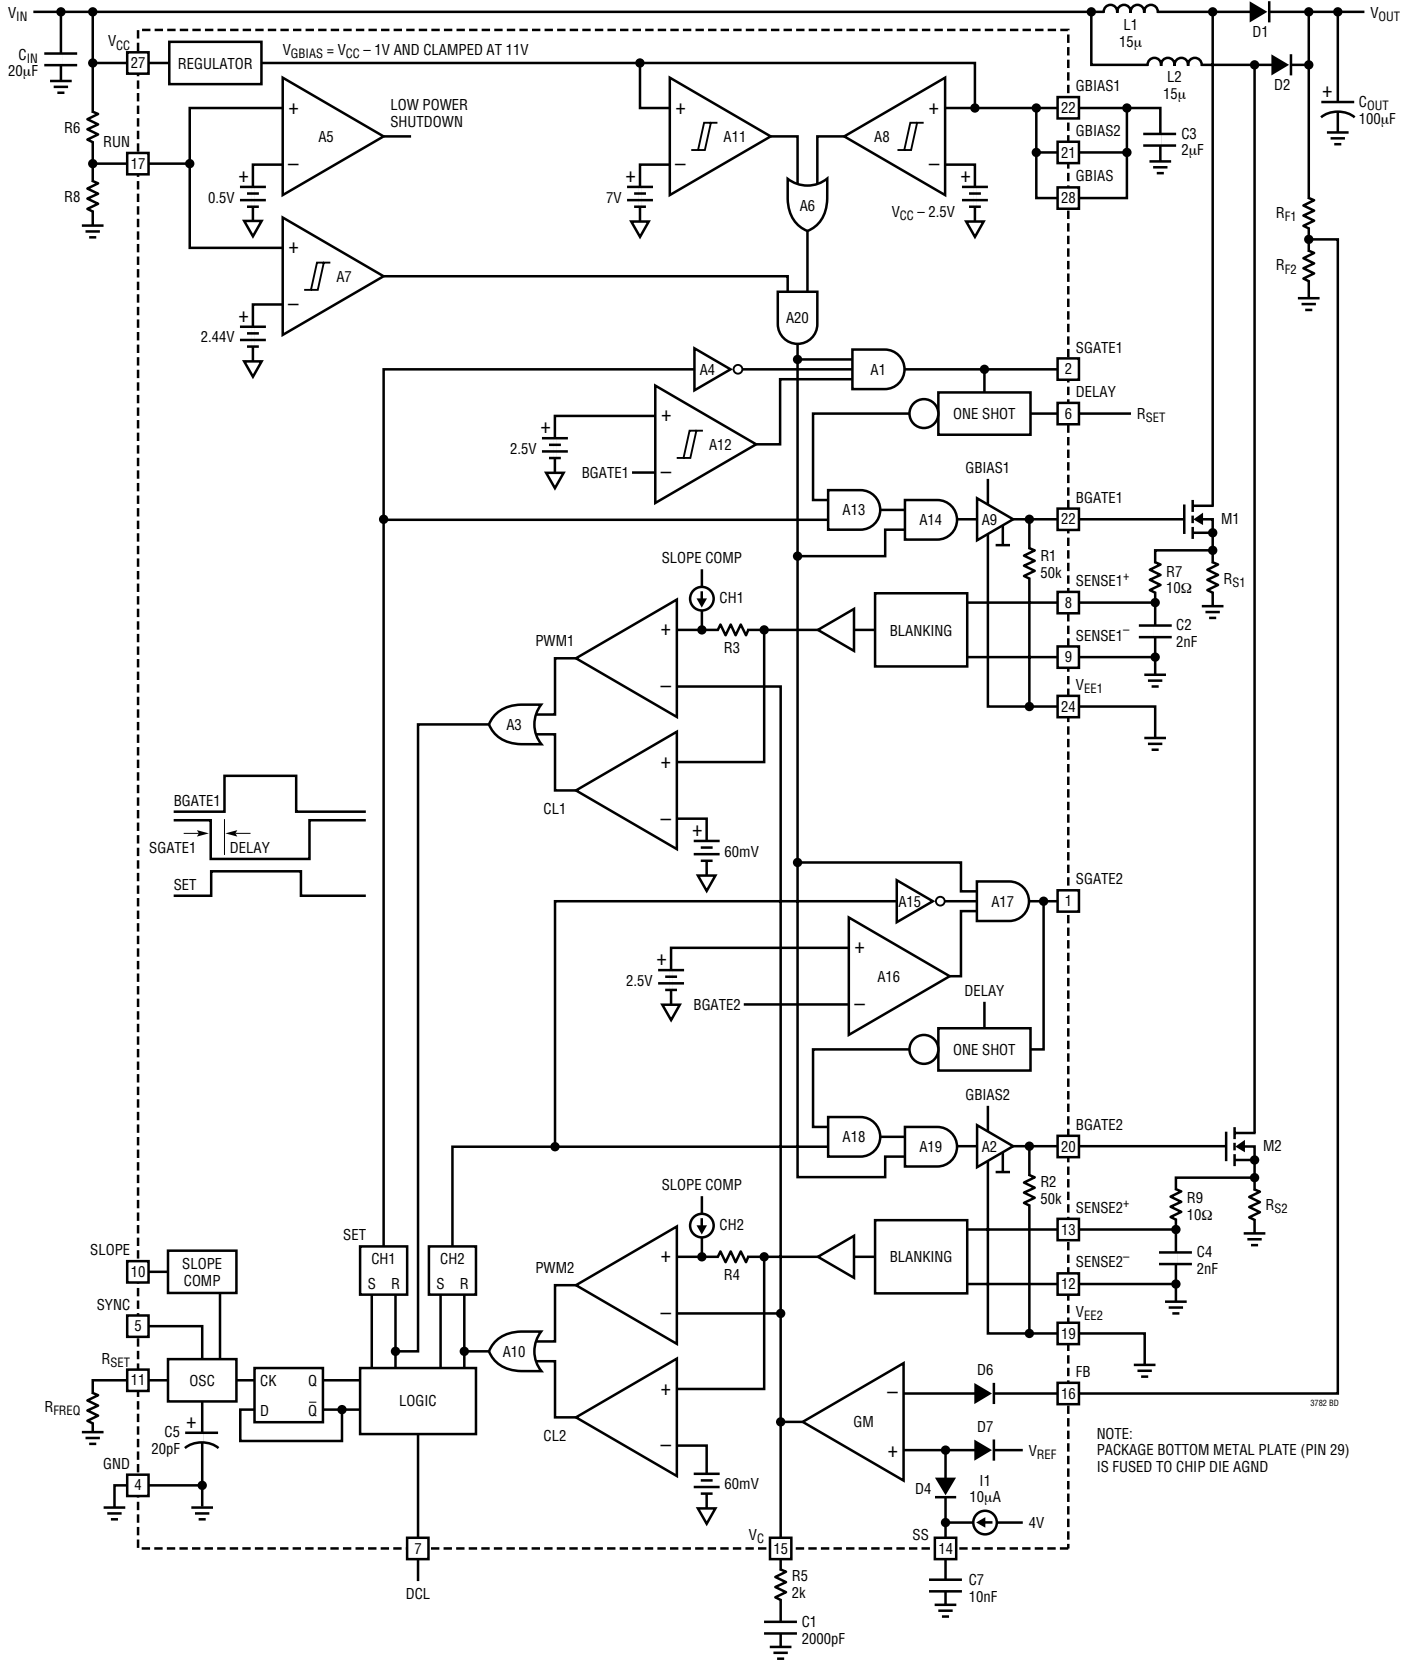 VIN
VOUT
L1
15µ
D1
L2
15µ
D2
CIN
20µF
VCC
27
REGULATOR
VGBIAS = VCC – 1V AND CLAMPED AT 11V
+
COUT
100µF
R6
RUN
17
R8
+
A5
–
LOW POWER
SHUTDOWN
+
0.5V
+
A11
–
+
7V
+
A8
–
+
VCC – 2.5V
A6
GBIAS1
22
GBIAS2
21
GBIAS
28
C3
2µF
RF1
RF2
+
A7
–
+
2.44V
A20
A4
A1
SGATE1
2
DELAY
6
RSET
ONE SHOT
+
A12
–
+
2.5V
BGATE1
GBIAS1
A13
A14
A9
BGATE1
22
M1
R1
50k
R7
10Ω
RS1
SENSE1+
8
SENSE1–
9
C2
2nF
VEE1
24
SLOPE COMP
CH1
R3
BLANKING
PWM1
+
–
A3
CL1
+
–
+
60mV
BGATE1
SGATE1
DELAY
SET
SGATE2
1
A15
A17
+
A16
–
+
2.5V
BGATE2
DELAY
ONE SHOT
GBIAS2
A18
A19
A2
BGATE2
20
M2
R2
50k
R9
10Ω
RS2
SENSE2+
13
SENSE2–
12
C4
2nF
VEE2
19
SLOPE COMP
CH2
R4
BLANKING
PWM2
+
–
A10
CL2
+
–
+
60mV
SET
CH1
S R
CH2
S R
SLOPE
10
SLOPE
COMP
SYNC
5
RSET
11
OSC
CK Q
D Q̄
LOGIC
RFREQ
+
C5
20pF
GND
4
–
GM
+
D6
FB
16
D7
VREF
D4
I1
10µA
4V
3782 BD
NOTE:
PACKAGE BOTTOM METAL PLATE (PIN 29)
IS FUSED TO CHIP DIE AGND
7
DCL
VC
15
SS
14
R5
2k
C1
2000pF
C7
10nF